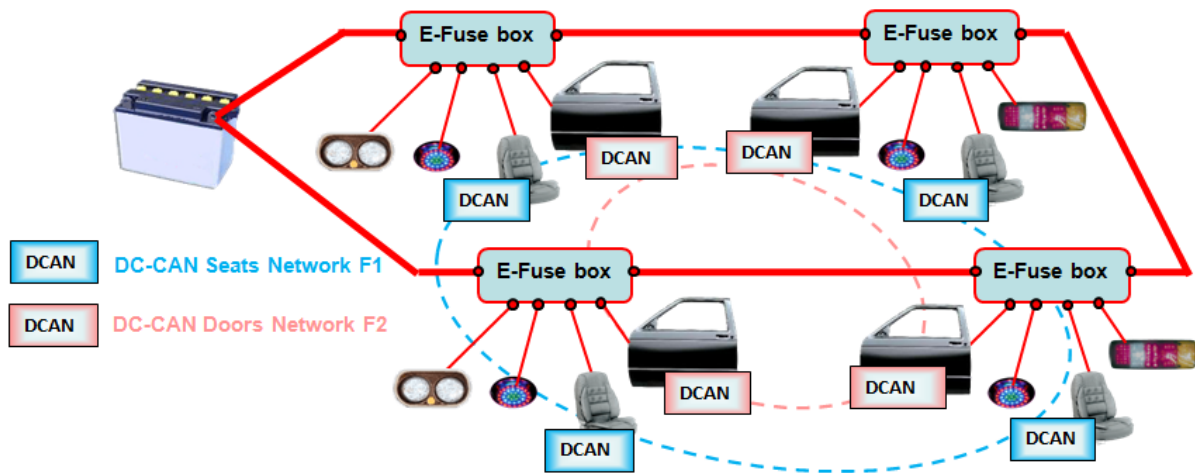 E-Fuse box
E-Fuse box
DCAN
DCAN
DCAN
DCAN
E-Fuse box
E-Fuse box
DCAN
DC-CAN Seats Network F1
DCAN
DC-CAN Doors Network F2
DCAN
DCAN
DCAN
DCAN